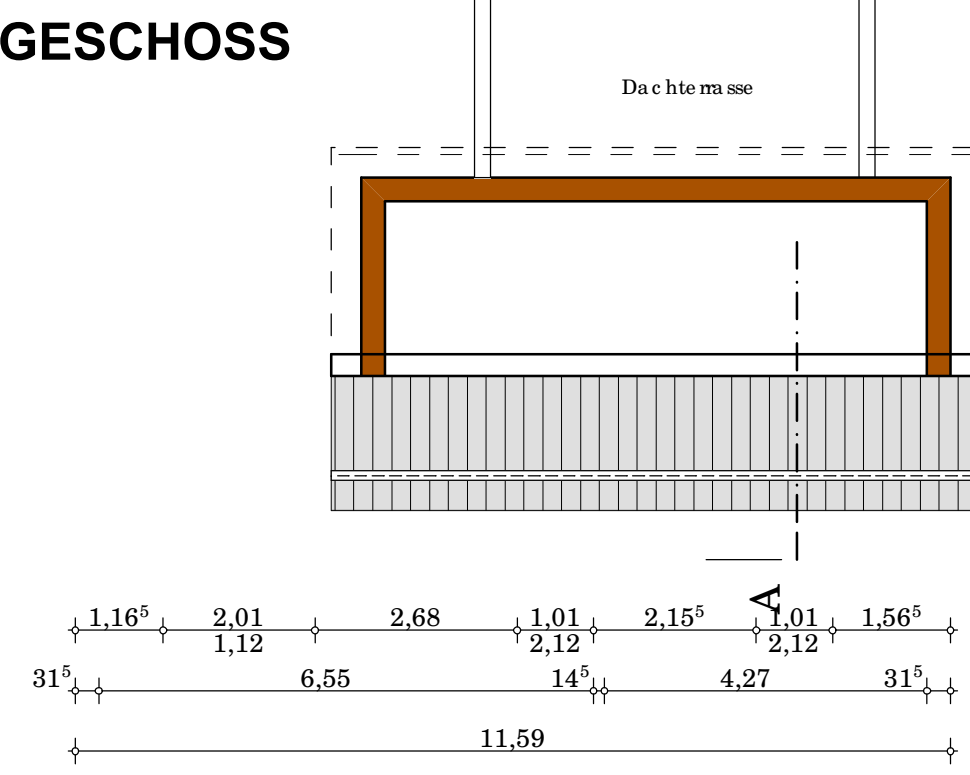 GESCHOSS
Dachterrasse
A
1,16⁵ 2,01 2,68 1,01 2,15⁵ 1,01 1,56⁵
1,12 2,12 2,12
31⁵ 6,55 14⁵ 4,27 31⁵
11,59